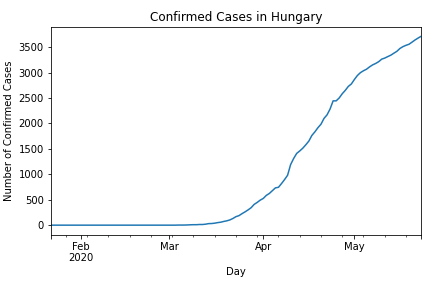 Confirmed Cases in Hungary
Number of Confirmed Cases
3500
3000
2500
2000
1500
1000
500
0
Feb
2020
Mar
Apr
May
Day